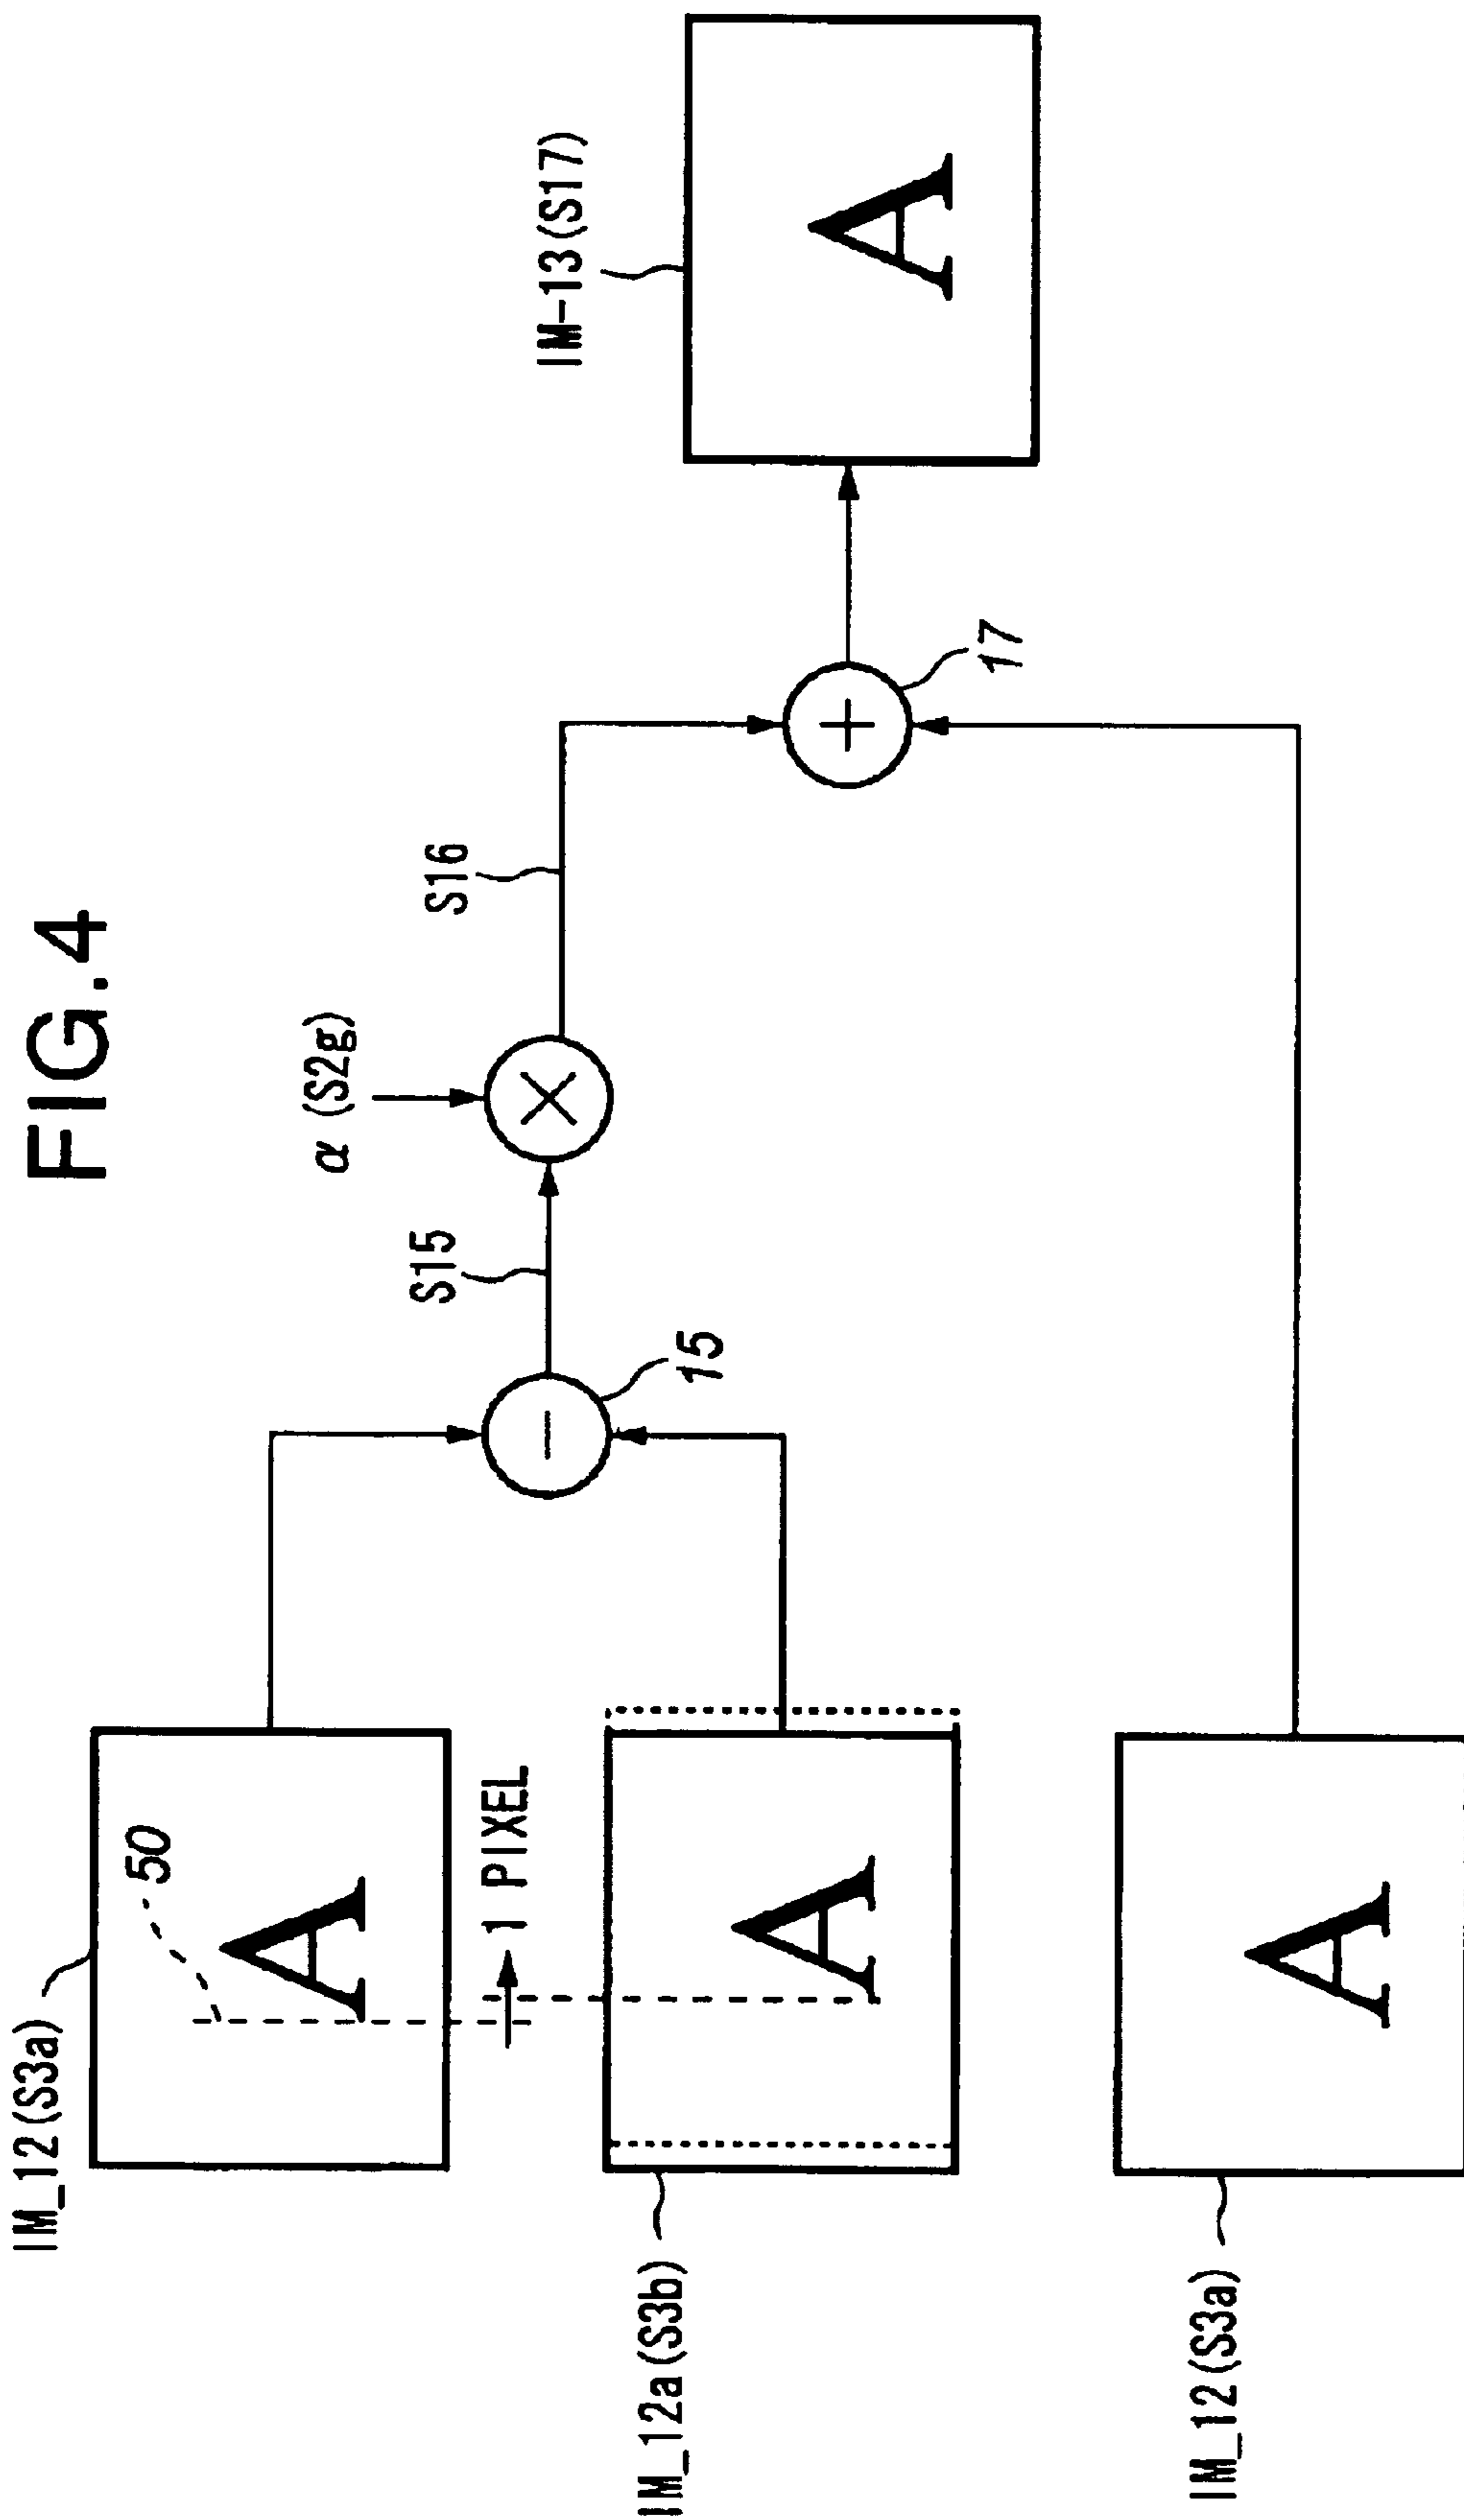 FIG.4
IM_12(S3a)
50
A
1 PIXEL
IM_12a(S3b)
A
IM_12(S3a)
A
15
S15
α(S2g)
S16
17
IM-13(S17)
A